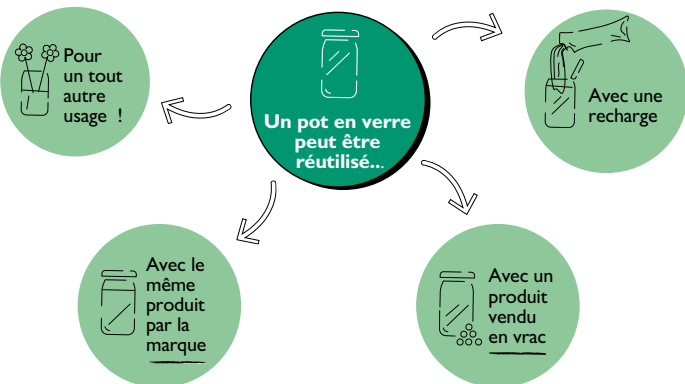 Un pot en verre
peut être
réutilisé...
Pour
un tout
autre
usage !
Avec une
recharge
Avec le
même
produit
par la
marque
Avec un
produit
vendu
en vrac